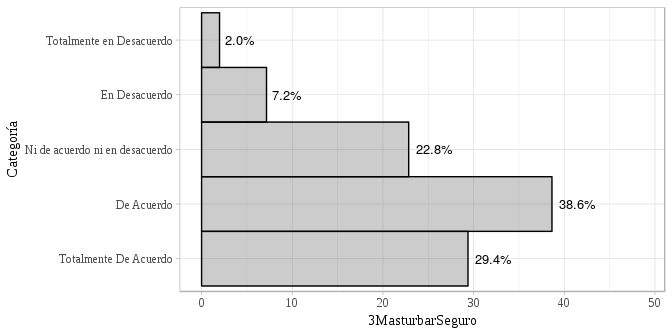 Totalmente en Desacuerdo
2.0%
En Desacuerdo
7.2%
Ni de acuerdo ni en desacuerdo
22.8%
De Acuerdo
38.6%
Totalmente De Acuerdo
29.4%
Categoría
0 10 20 30 40 50
3MasturbarSeguro